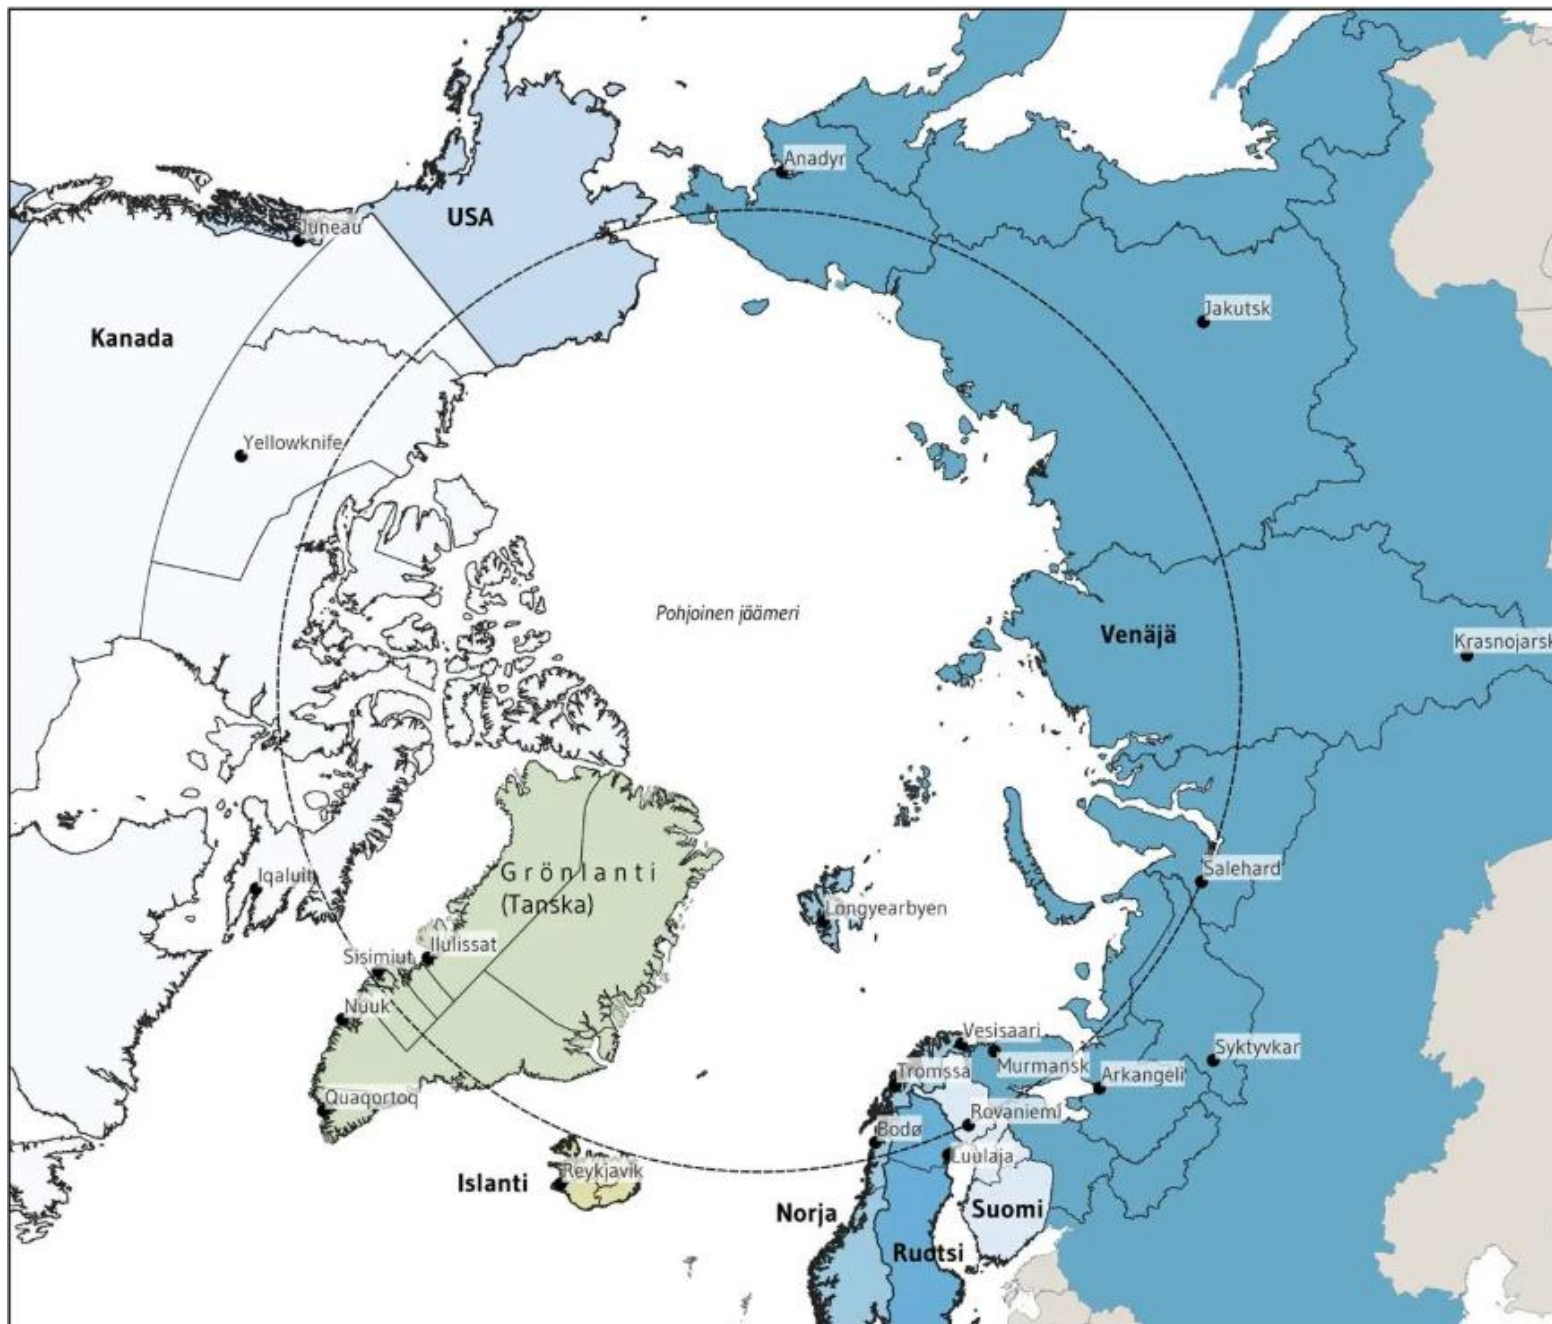 Anadyr
USA
Juneau
Jakutsk
Kanada
Yellowknife
Pohjoinen jäämeri
Venäjä
Krasnojarsk
Grönlanti
(Tanska)
Salehard
Iqaluit
Longyearbyen
Ilulissat
Sisimiut
Nuuk
Vesisaari
Syktyvkar
Murmansk
Tromssa
Arkangeli
Quaqortoq
Rovaniemi
Bodø
Luulaja
Reykjavik
Islanti
Norja
Suomi
Ruotsi